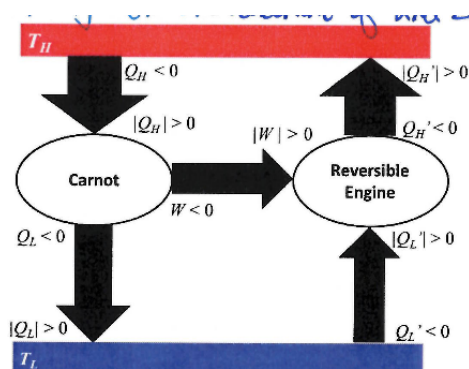 of
T_H
Q_H < 0
|Q_H'| > 0
|Q_H| > 0
|W| > 0
Q_H' < 0
Carnot
Reversible
Engine
W < 0
Q_L < 0
|Q_L'| > 0
|Q_L| > 0
Q_L' < 0
T_L